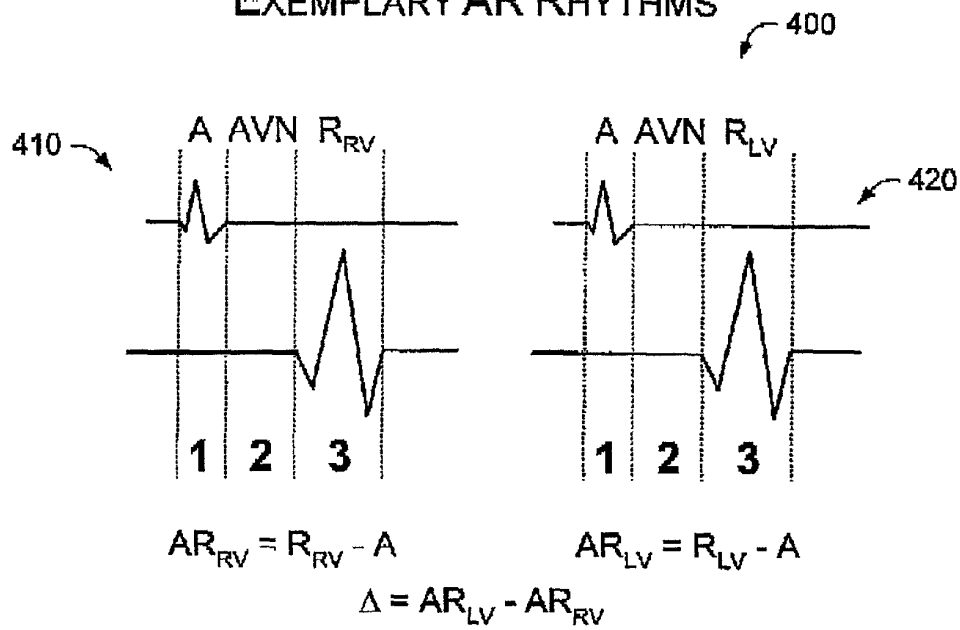 EXEMPLARY AR RHYTHMS
400
410
A AVN R_RV
A AVN R_LV
420
1 2 3
1 2 3
AR_RV = R_RV - A
AR_LV = R_LV - A
Δ = AR_LV - AR_RV